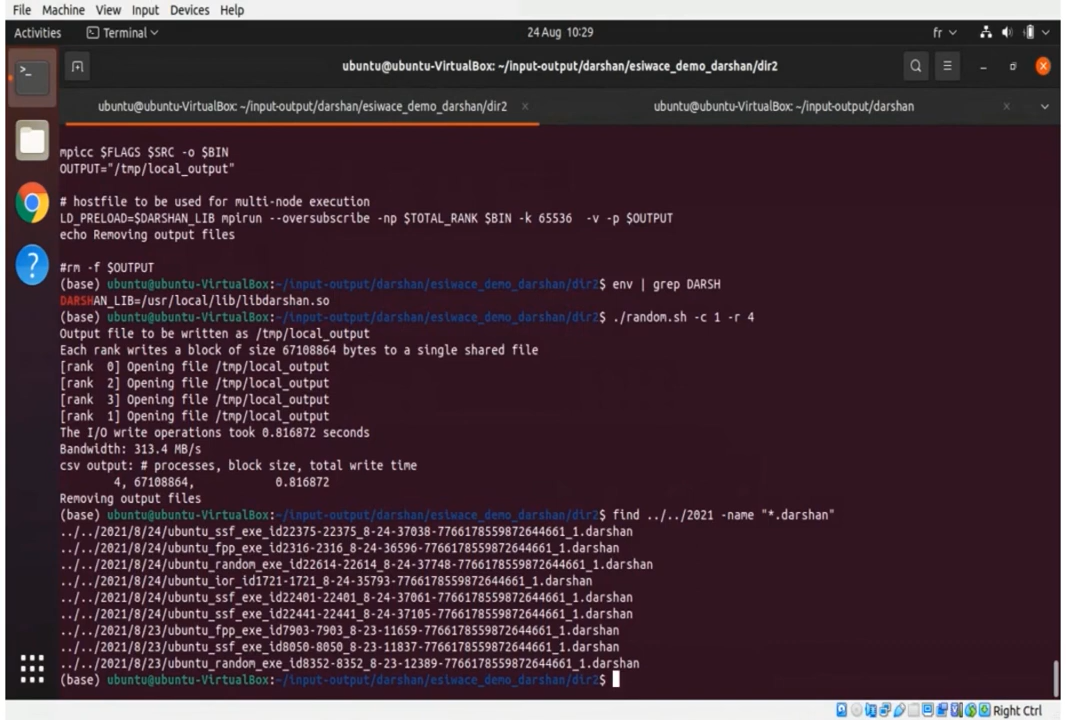 File Machine View Input Devices Help
Activities Terminal 24 Aug 10:29 fr
ubuntu@ubuntu-VirtualBox: ~/input-output/darshan/esiwace_demo_darshan/dir2
ubuntu@ubuntu-VirtualBox: ~/input-output/darshan/esiwace_demo_darshan/dir2 × ubuntu@ubuntu-VirtualBox: ~/input-output/darshan ×
mpicc $FLAGS $SRC -o $BIN
OUTPUT="/tmp/local_output"
# hostfile to be used for multi-node execution
LD_PRELOAD=$DARSHAN_LIB mpirun --oversubscribe -np $TOTAL_RANK $BIN -k 65536  -v -p $OUTPUT
echo Removing output files
#rm -f $OUTPUT
(base) ubuntu@ubuntu-VirtualBox:~/input-output/darshan/esiwace_demo_darshan/dir2$ env | grep DARSH
DARSHAN_LIB=/usr/local/lib/libdarshan.so
(base) ubuntu@ubuntu-VirtualBox:~/input-output/darshan/esiwace_demo_darshan/dir2$ ./random.sh -c 1 -r 4
Output file to be written as /tmp/local_output
Each rank writes a block of size 67108864 bytes to a single shared file
[rank  0] Opening file /tmp/local_output
[rank  2] Opening file /tmp/local_output
[rank  3] Opening file /tmp/local_output
[rank  1] Opening file /tmp/local_output
The I/O write operations took 0.816872 seconds
Bandwidth: 313.4 MB/s
csv output: # processes, block size, total write time
4, 67108864, 0.816872
Removing output files
(base) ubuntu@ubuntu-VirtualBox:~/input-output/darshan/esiwace_demo_darshan/dir2$ find ../../2021 -name "*.darshan"
../../2021/8/24/ubuntu_ssf_exe_id22375-22375_8-24-37038-7766178559872644661_1.darshan
../../2021/8/24/ubuntu_fpp_exe_id2316-2316_8-24-36596-7766178559872644661_1.darshan
../../2021/8/24/ubuntu_random_exe_id22614-22614_8-24-37748-7766178559872644661_1.darshan
../../2021/8/24/ubuntu_ior_id1721-1721_8-24-35793-7766178559872644661_1.darshan
../../2021/8/24/ubuntu_ssf_exe_id22401-22401_8-24-37061-7766178559872644661_1.darshan
../../2021/8/24/ubuntu_ssf_exe_id22441-22441_8-24-37105-7766178559872644661_1.darshan
../../2021/8/23/ubuntu_fpp_exe_id7903-7903_8-23-11659-7766178559872644661_1.darshan
../../2021/8/23/ubuntu_ssf_exe_id8050-8050_8-23-11837-7766178559872644661_1.darshan
../../2021/8/23/ubuntu_random_exe_id8352-8352_8-23-12389-7766178559872644661_1.darshan
(base) ubuntu@ubuntu-VirtualBox:~/input-output/darshan/esiwace_demo_darshan/dir2$
Right Ctrl